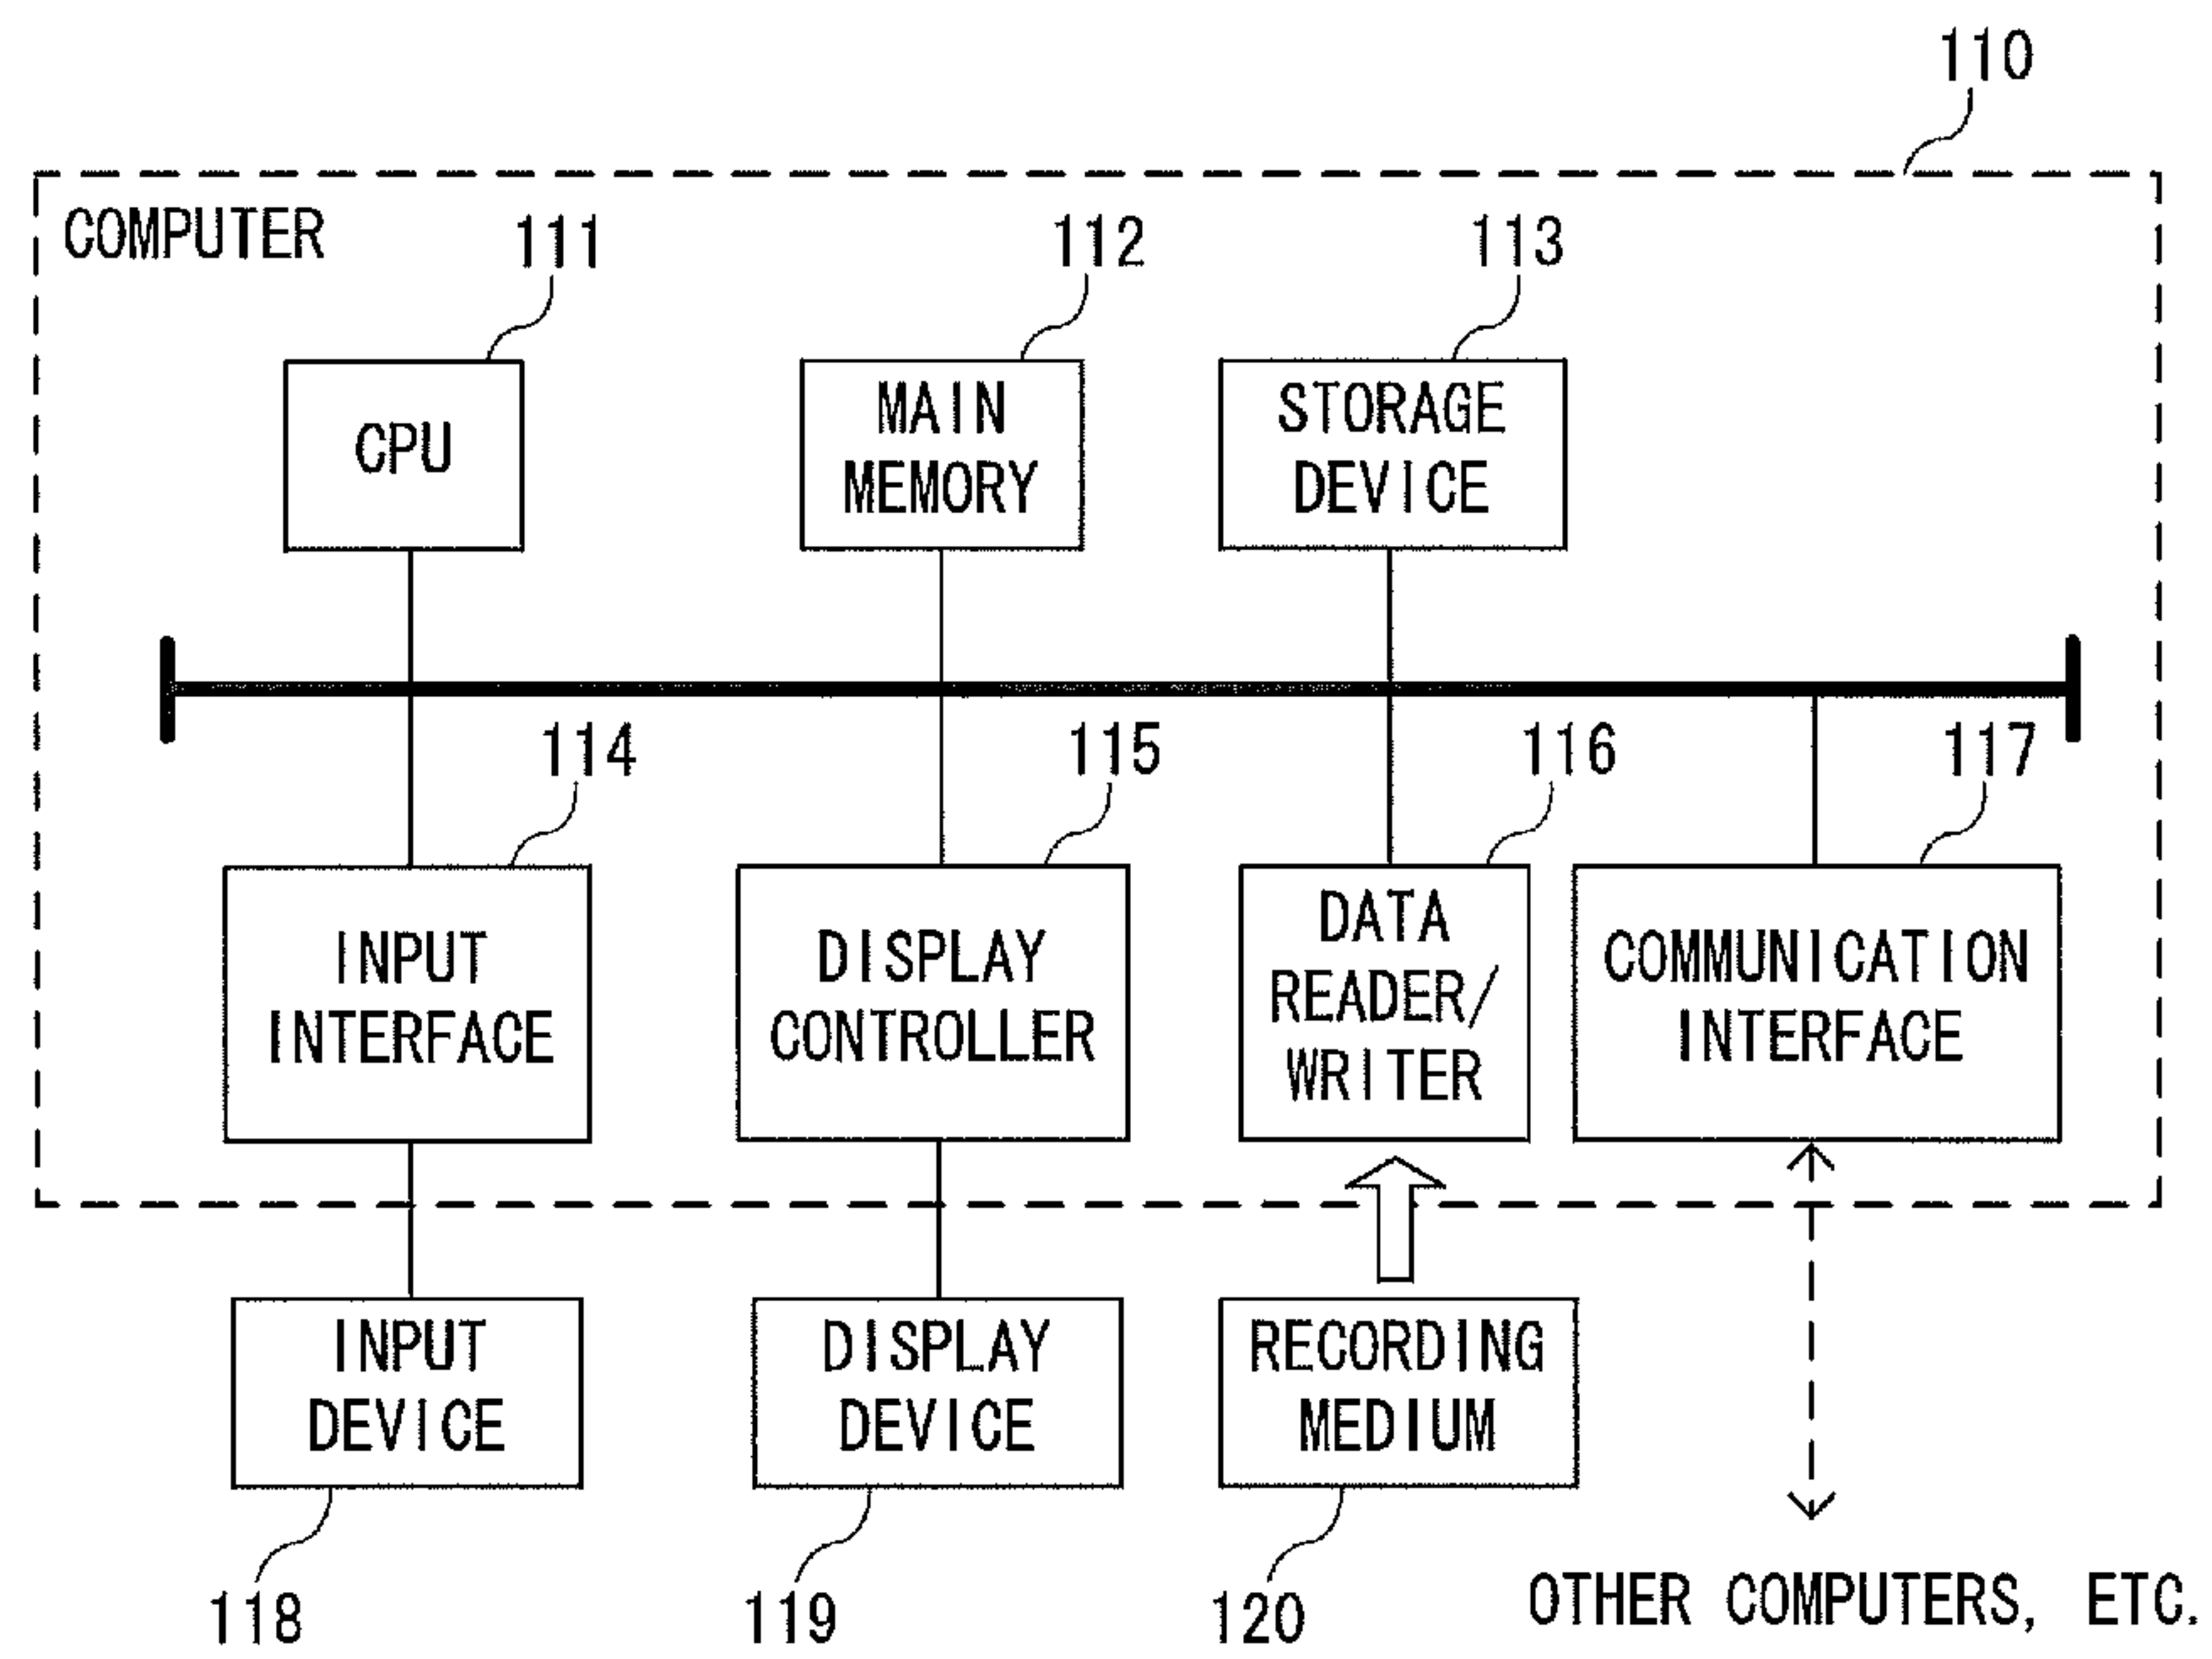 110
COMPUTER
111
112
113
CPU
MAIN
MEMORY
STORAGE
DEVICE
114
115
116
117
INPUT
INTERFACE
DISPLAY
CONTROLLER
DATA
READER/
WRITER
COMMUNICATION
INTERFACE
INPUT
DEVICE
DISPLAY
DEVICE
RECORDING
MEDIUM
118
119
120
OTHER COMPUTERS, ETC.